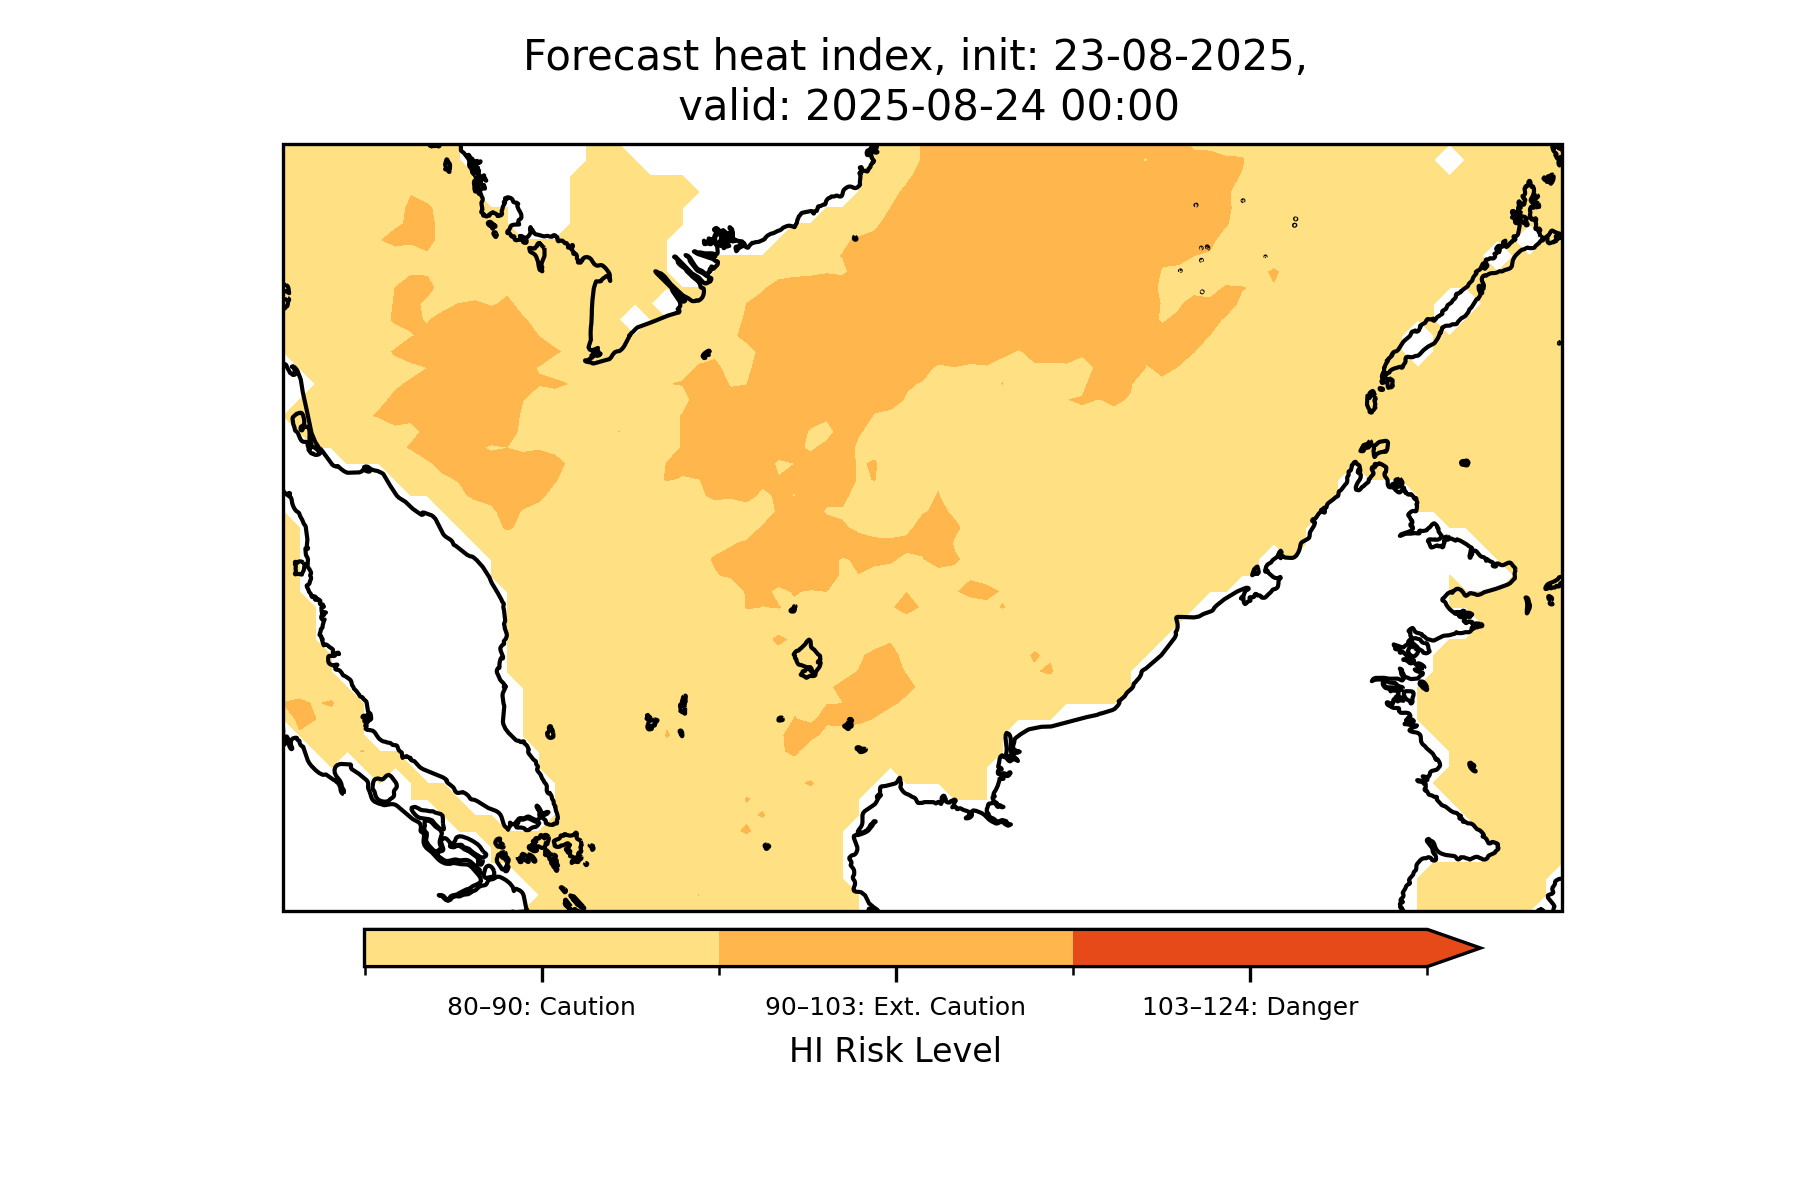 Forecast heat index, init: 23-08-2025,
valid: 2025-08-24 00:00
80–90: Caution
90–103: Ext. Caution
103–124: Danger
HI Risk Level